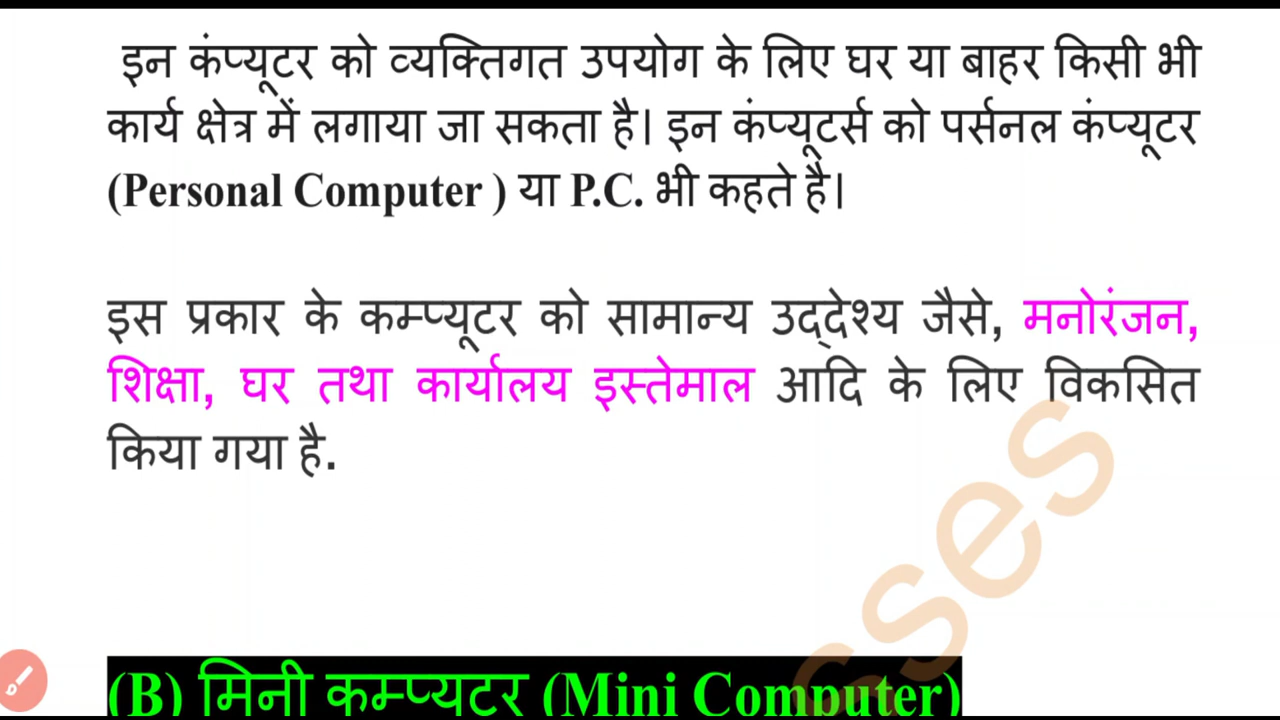 इन कंप्यूटर को व्यक्तिगत उपयोग के लिए घर या बाहर किसी भी
कार्य क्षेत्र में लगाया जा सकता है। इन कंप्यूटर्स को पर्सनल कंप्यूटर
(Personal Computer ) या P.C. भी कहते है।
इस प्रकार के कम्प्यूटर को सामान्य उद्देश्य जैसे, मनोरंजन,
शिक्षा, घर तथा कार्यालय इस्तेमाल आदि के लिए विकसित
किया गया है.
sses
(B) मिनी कम्प्यूटर (Mini Computer)